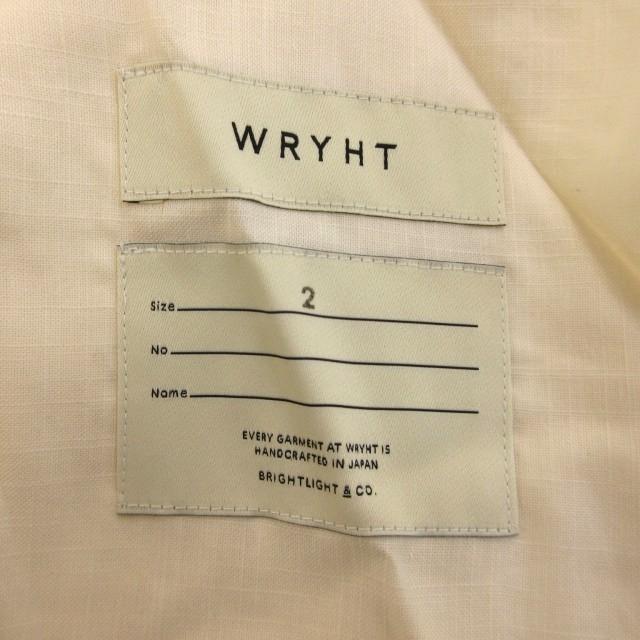 WRYHT
Size 2
No
Name
EVERY GARMENT AT WRYHT IS
HANDCRAFTED IN JAPAN
BRIGHTLIGHT & CO.